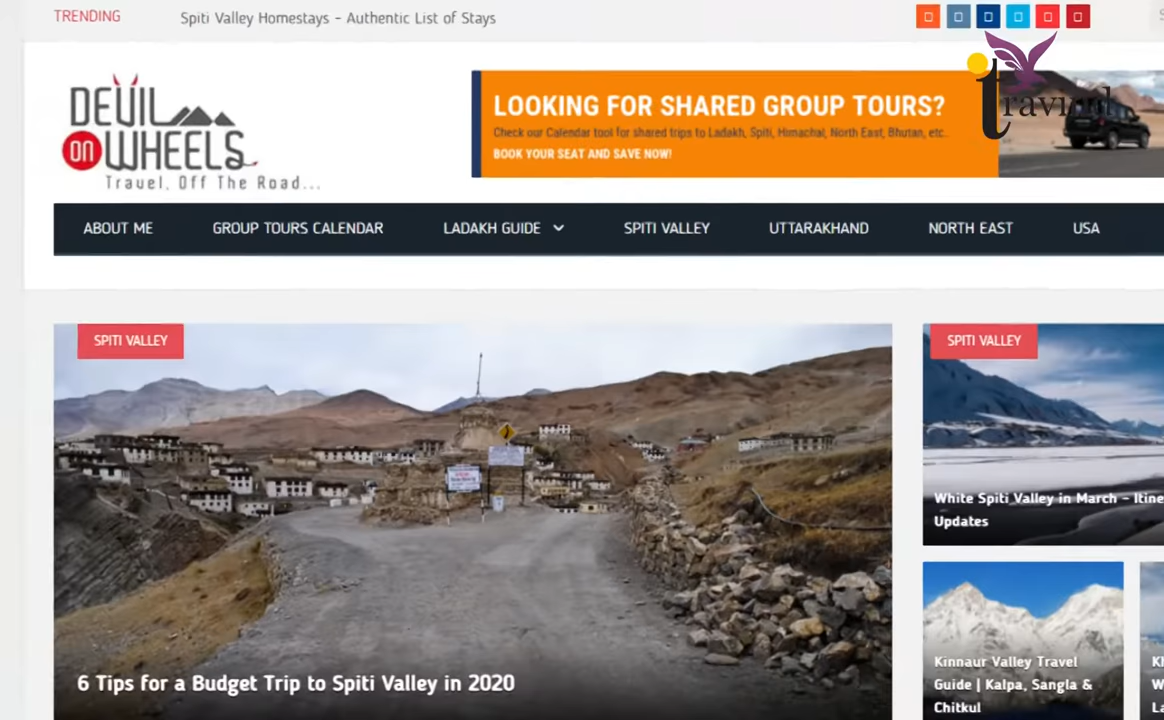 TRENDING
Spiti Valley Homestays - Authentic List of Stays
DEVIL
ON WHEELS
Travel, Off The Road...
LOOKING FOR SHARED GROUP TOURS?
Check our Calendar tool for shared trips to Ladakh, Spiti, Himachal, North East, Bhutan, etc.
BOOK YOUR SEAT AND SAVE NOW!
travind
ABOUT ME
GROUP TOURS CALENDAR
LADAKH GUIDE
SPITI VALLEY
UTTARAKHAND
NORTH EAST
USA
SPITI VALLEY
6 Tips for a Budget Trip to Spiti Valley in 2020
SPITI VALLEY
White Spiti Valley in March - Itine
Updates
Kinnaur Valley Travel
Guide | Kalpa, Sangla &
Chitkul